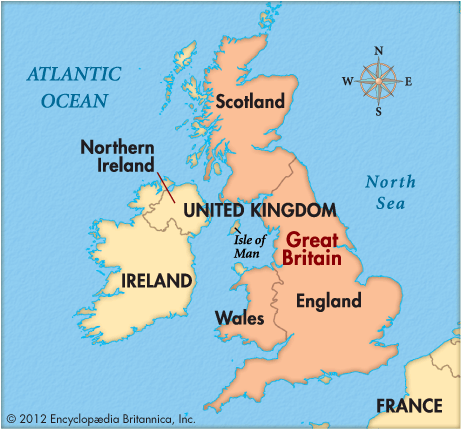 N
W E
S
ATLANTIC
OCEAN
Scotland
Northern
Ireland
North
Sea
UNITED KINGDOM
Isle of
Man
Great
Britain
IRELAND
England
Wales
FRANCE
© 2012 Encyclopædia Britannica, Inc.